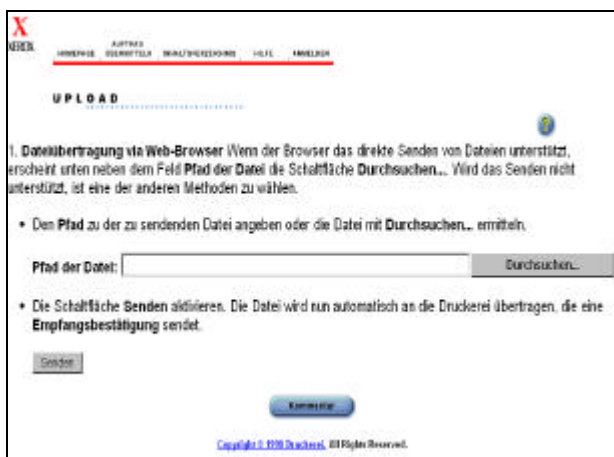 X
XEROX
HOMEPAGE AUFTRAG ÜBERMITTELN INHALTSVERZEICHNIS HILFE ANMELDEN
UPLOAD
?
1. Dateiübertragung via Web-Browser Wenn der Browser das direkte Senden von Dateien unterstützt,
erscheint unten neben dem Feld Pfad der Datei die Schaltfläche Durchsuchen... Wird das Senden nicht
unterstützt, ist eine der anderen Methoden zu wählen.
• Den Pfad zu der zu sendenden Datei angeben oder die Datei mit Durchsuchen... ermitteln.
Pfad der Datei: Durchsuchen...
• Die Schaltfläche Senden aktivieren. Die Datei wird nun automatisch an die Druckerei übertragen, die eine
Empfangsbestätigung sendet.
Senden
Kommentar
Copyright © 1998 Druckerei. All Rights Reserved.